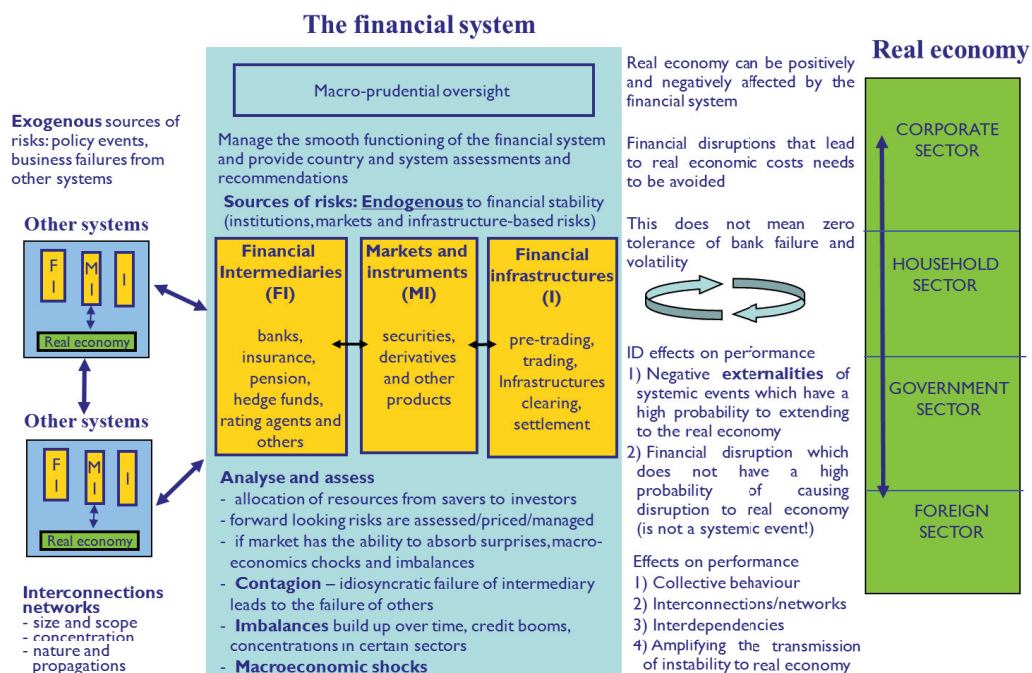 The financial system
Real economy
Macro-prudential oversight
Manage the smooth functioning of the financial system
and provide country and system assessments and
recommendations
Sources of risks: Endogenous to financial stability
(institutions, markets and infrastructure-based risks)
Exogenous sources of
risks: policy events,
business failures from
other systems
Other systems
F
I
M
I
I
Real economy
Other systems
F
I
M
I
I
Real economy
Interconnections
networks
- size and scope
- concentration
- nature and
propagations
Financial
Intermediaries
(FI)
banks,
insurance,
pension,
hedge funds,
rating agents and
others
Markets and
instruments
(MI)
securities,
derivatives
and other
products
Financial
infrastructures
(I)
pre-trading,
trading,
Infrastructures
clearing,
settlement
Analyse and assess
- allocation of resources from savers to investors
- forward looking risks are assessed/priced/managed
- if market has the ability to absorb surprises, macro-
economics chocks and imbalances
- Contagion – idiosyncratic failure of intermediary
leads to the failure of others
- Imbalances build up over time, credit booms,
concentrations in certain sectors
- Macroeconomic shocks
Real economy can be positively
and negatively affected by the
financial system
Financial disruptions that lead
to real economic costs needs
to be avoided
This does not mean zero
tolerance of bank failure and
volatility
ID effects on performance
1) Negative externalities of
systemic events which have a
high probability to extending
to the real economy
2) Financial disruption which
does not have a high
probability of causing
disruption to real economy
(is not a systemic event!)
Effects on performance
1) Collective behaviour
2) Interconnections/networks
3) Interdependencies
4) Amplifying the transmission
of instability to real economy
CORPORATE
SECTOR
HOUSEHOLD
SECTOR
GOVERNMENT
SECTOR
FOREIGN
SECTOR